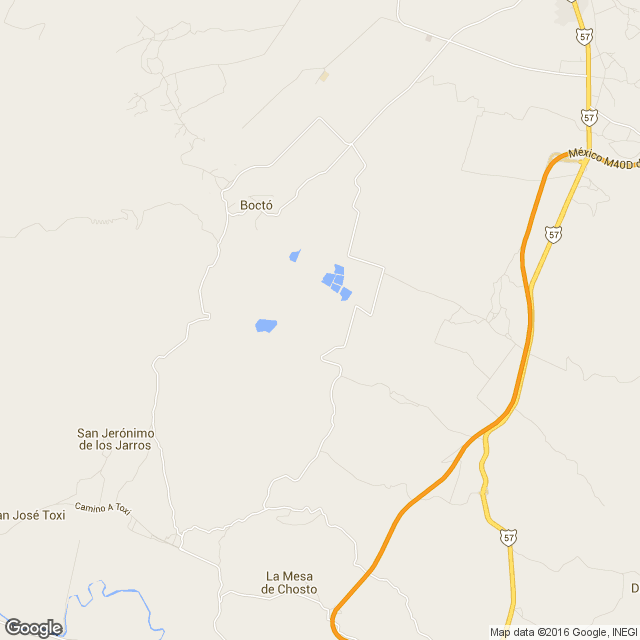 57
57
México M40D
Boctó
57
San Jerónimo
de los Jarros
Camino A Toxi
an José Toxi
57
La Mesa
de Chosto
D
Google
Map data ©2016 Google, INEGI